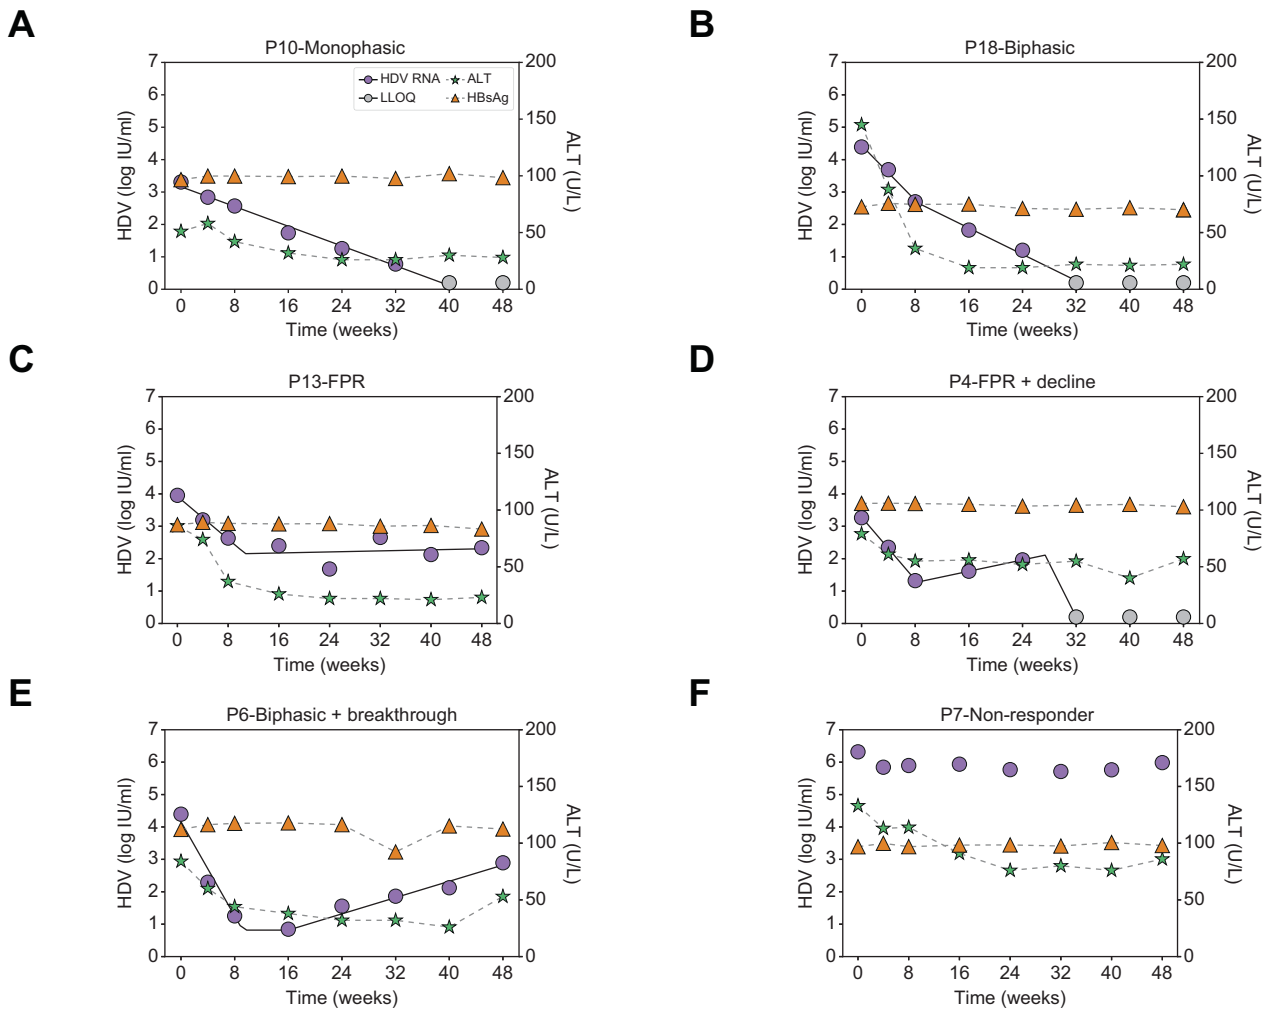 A
P10-Monophasic
HDV RNA
ALT
LLOQ
HBsAg
7
6
5
4
3
2
1
0
HDV (log IU/ml)
200
150
100
50
0
ALT (U/L)
0 8 16 24 32 40 48
Time (weeks)
B
P18-Biphasic
7
6
5
4
3
2
1
0
HDV (log IU/ml)
200
150
100
50
0
ALT (U/L)
0 8 16 24 32 40 48
Time (weeks)
C
P13-FPR
7
6
5
4
3
2
1
0
HDV (log IU/ml)
200
150
100
50
0
ALT (U/L)
0 8 16 24 32 40 48
Time (weeks)
D
P4-FPR + decline
7
6
5
4
3
2
1
0
HDV (log IU/ml)
200
150
100
50
0
ALT (U/L)
0 8 16 24 32 40 48
Time (weeks)
E
P6-Biphasic + breakthrough
7
6
5
4
3
2
1
0
HDV (log IU/ml)
200
150
100
50
0
ALT (U/L)
0 8 16 24 32 40 48
Time (weeks)
F
P7-Non-responder
7
6
5
4
3
2
1
0
HDV (log IU/ml)
200
150
100
50
0
ALT (U/L)
0 8 16 24 32 40 48
Time (weeks)